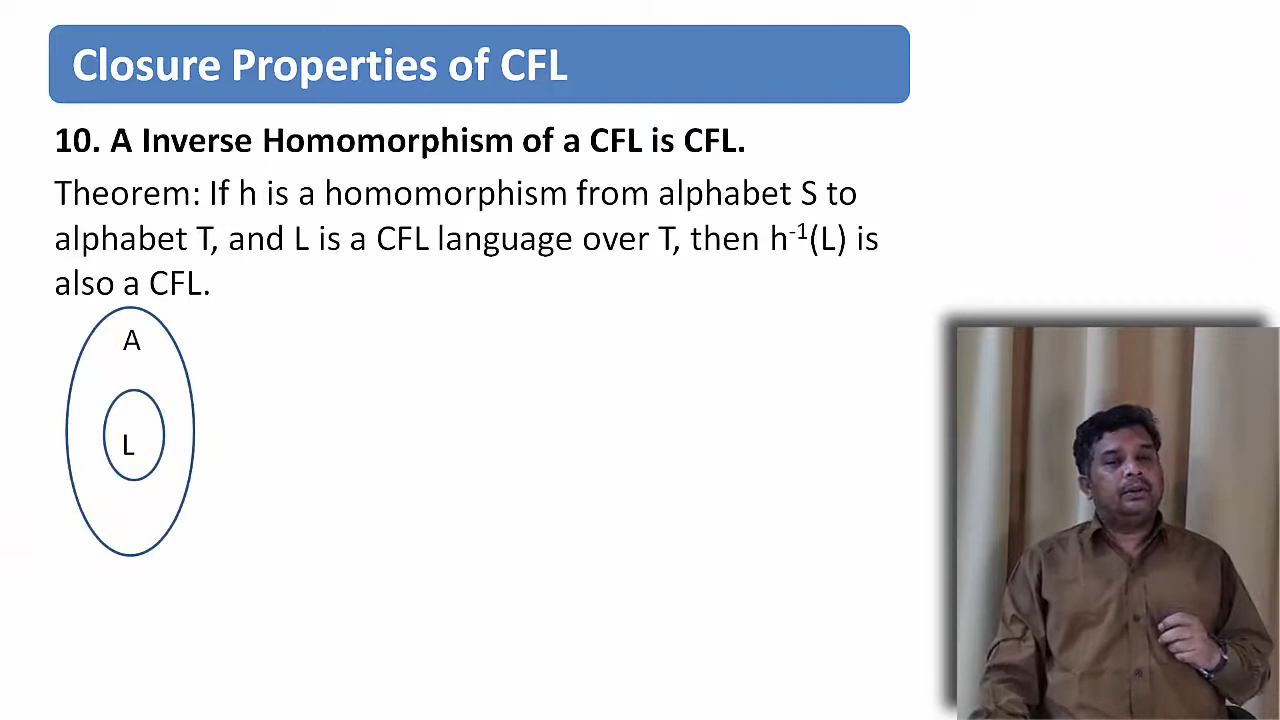 Closure Properties of CFL
10. A Inverse Homomorphism of a CFL is CFL.
Theorem: If h is a homomorphism from alphabet S to
alphabet T, and L is a CFL language over T, then h⁻¹(L) is
also a CFL.
A
L